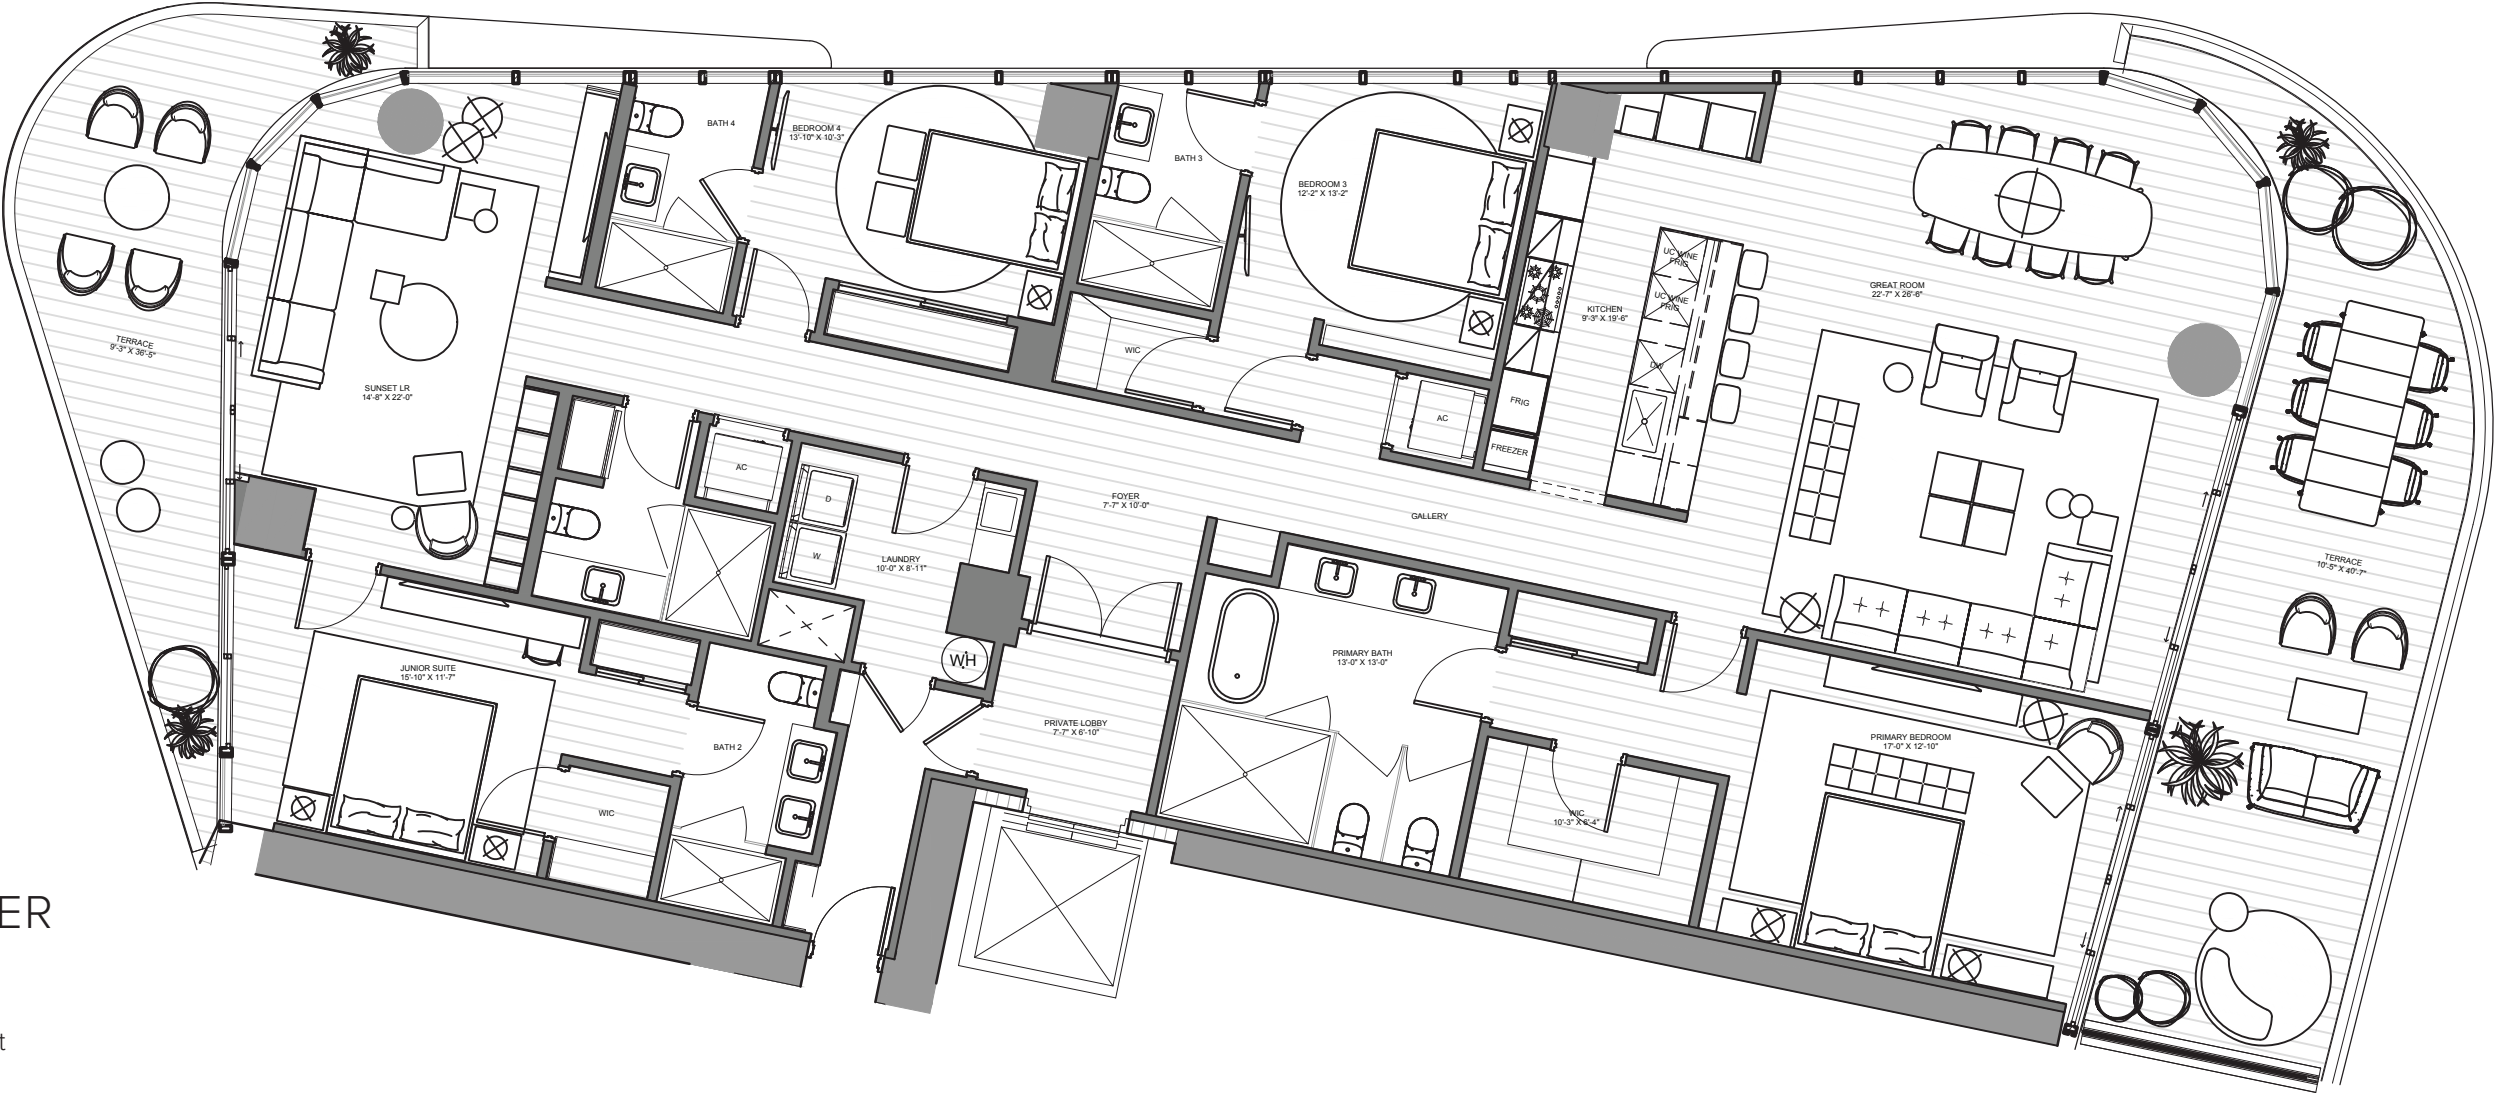 BATH 4
BEDROOM 4
13'-10" X 10'-3"
BATH 3
BEDROOM 3
12'-2" X 13'-2"
UC WINE
FRIG
UC WINE
FRIG
KITCHEN
9'-3" X 19'-6"
DW
GREAT ROOM
22'-7" X 26'-6"
TERRACE
9'-3" X 36'-5"
SUNSET LR
14'-8" X 22'-0"
WIC
FRIG
AC
FREEZER
AC
D
W
FOYER
7'-7" X 10'-0"
GALLERY
LAUNDRY
10'-0" X 8'-11"
TERRACE
10'-5" X 40'-7"
WH
JUNIOR SUITE
15'-10" X 11'-7"
PRIMARY BATH
13'-0" X 13'-0"
BATH 2
PRIVATE LOBBY
7'-7" X 6'-10"
PRIMARY BEDROOM
17'-0" X 12'-10"
WIC
WIC
10'-3" X 6'-4"
ER
t